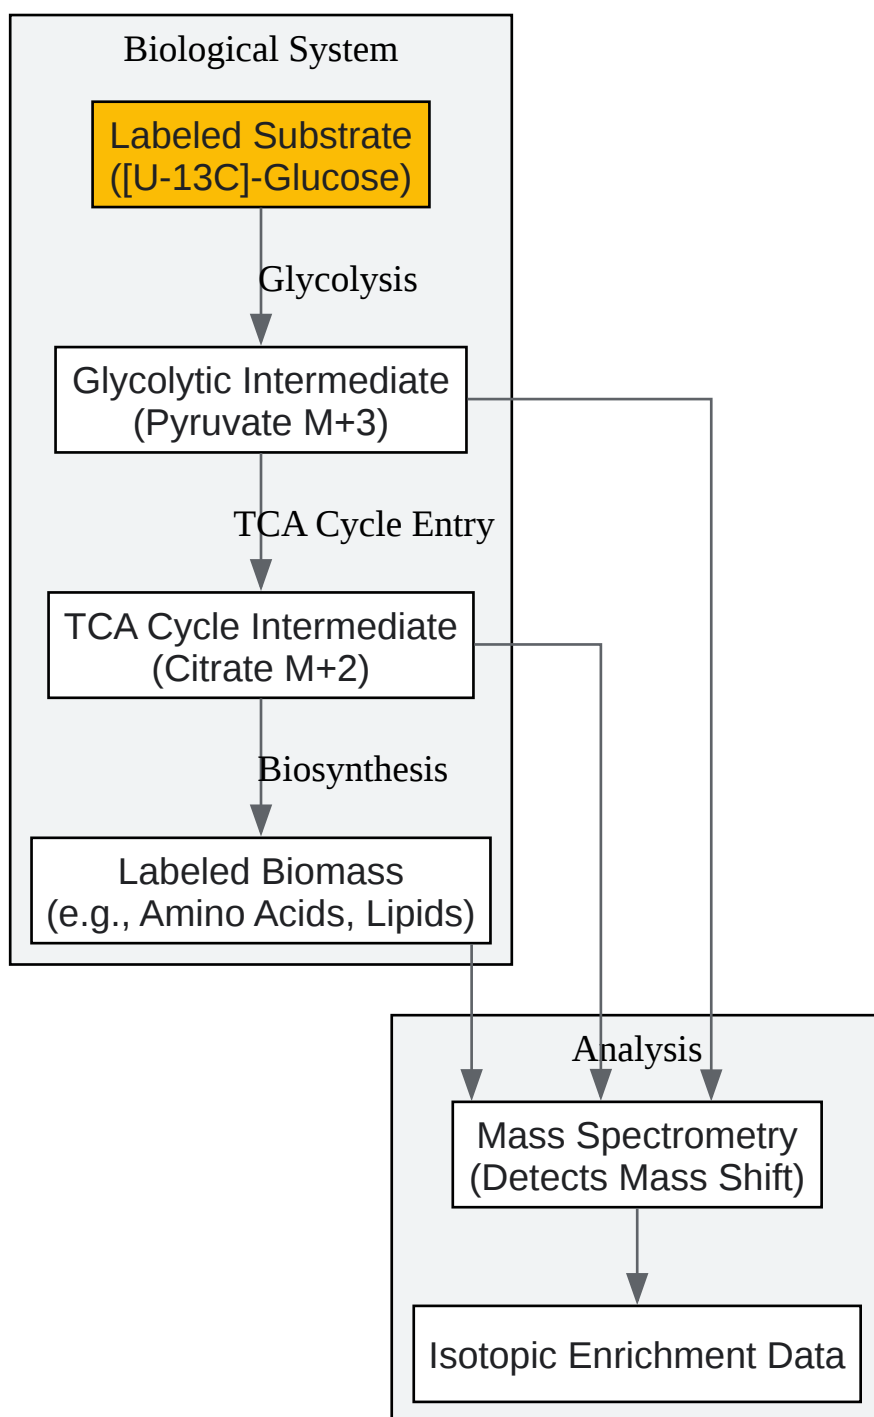 Biological System
Labeled Substrate
([U-13C]-Glucose)
Glycolysis
Glycolytic Intermediate
(Pyruvate M+3)
TCA Cycle Entry
TCA Cycle Intermediate
(Citrate M+2)
Biosynthesis
Labeled Biomass
(e.g., Amino Acids, Lipids)
Analysis
Mass Spectrometry
(Detects Mass Shift)
Isotopic Enrichment Data